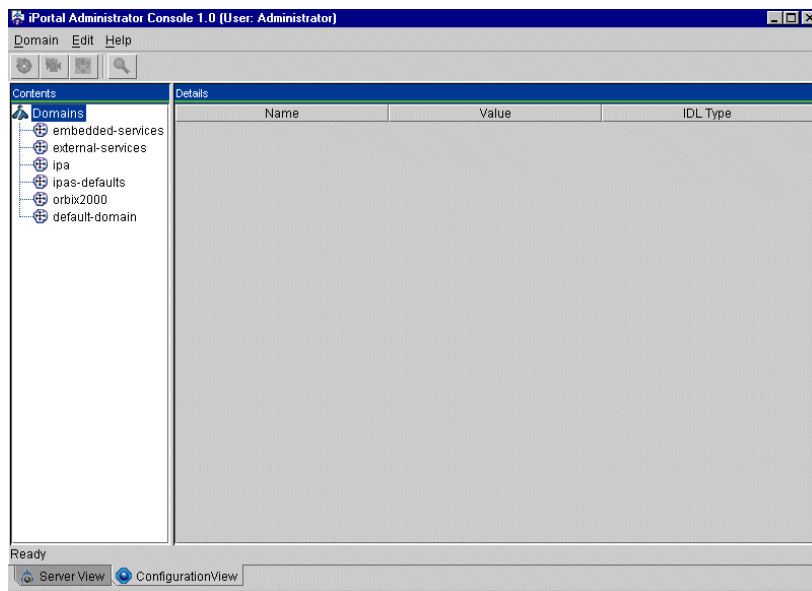 iPortal Administrator Console 1.0 (User: Administrator)
Domain Edit Help
Contents
Details
Domains
Name Value IDL Type
embedded-services
external-services
ipa
ipas-defaults
orbix2000
default-domain
Ready
Server View ConfigurationView